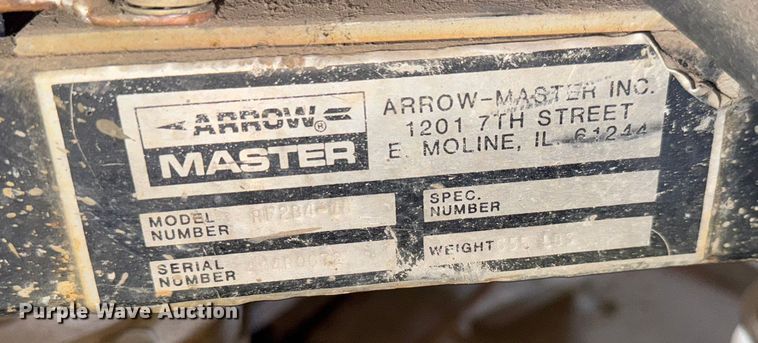 ARROW®
MASTER
ARROW-MASTER INC.
1201 7TH STREET
E. MOLINE, IL. 61244
MODEL
NUMBER
SPEC.
NUMBER
SERIAL
NUMBER
WEIGHT
Purple Wave Auction